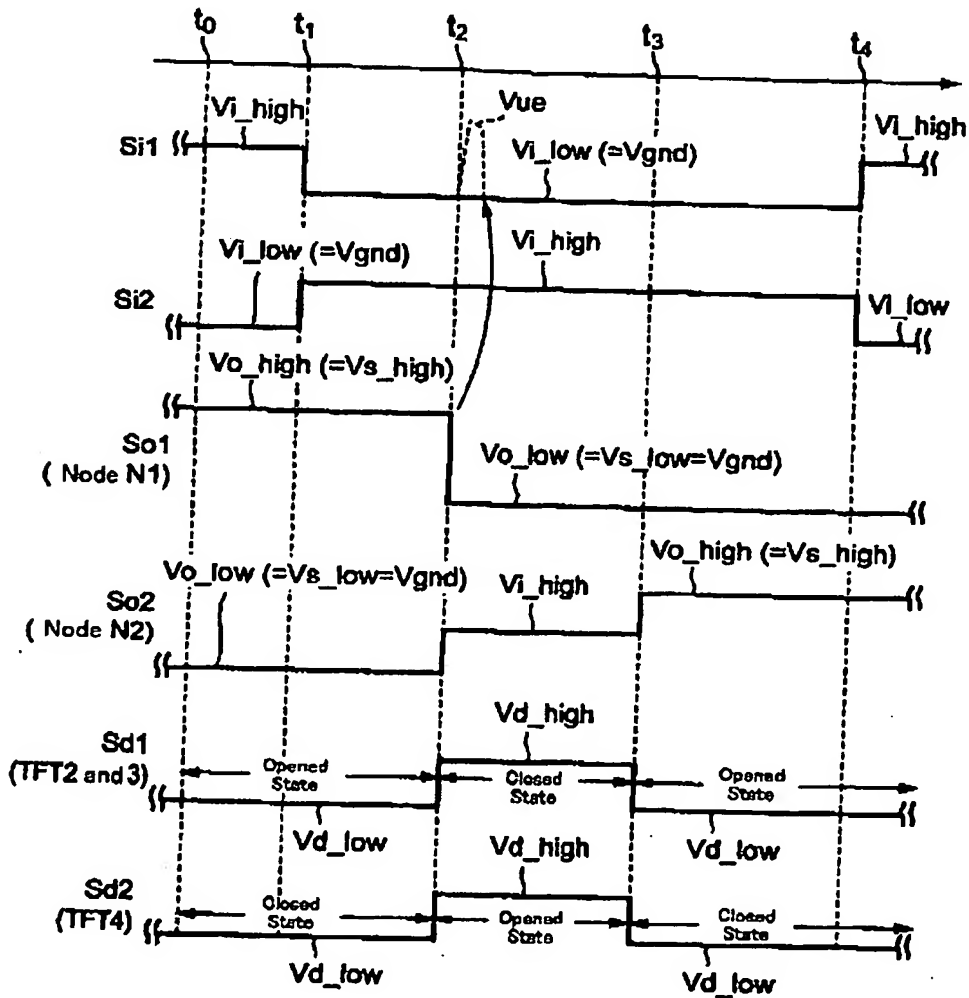 t0 t1 t2 t3 t4
Vue
Vi_high Vi_high
Si1 Vi_low (=Vgnd)
Vi_low (=Vgnd) Vi_high
Si2 Vi_low
Vo_high (=Vs_high)
So1
( Node N1) Vo_low (=Vs_low=Vgnd)
Vo_low (=Vs_low=Vgnd) Vi_high Vo_high (=Vs_high)
So2
( Node N2)
Vd_high
Sd1
(TFT2 and 3) Opened State Closed State Opened State
Vd_low Vd_low
Vd_high
Sd2
(TFT4) Closed State Opened State Closed State
Vd_low Vd_low